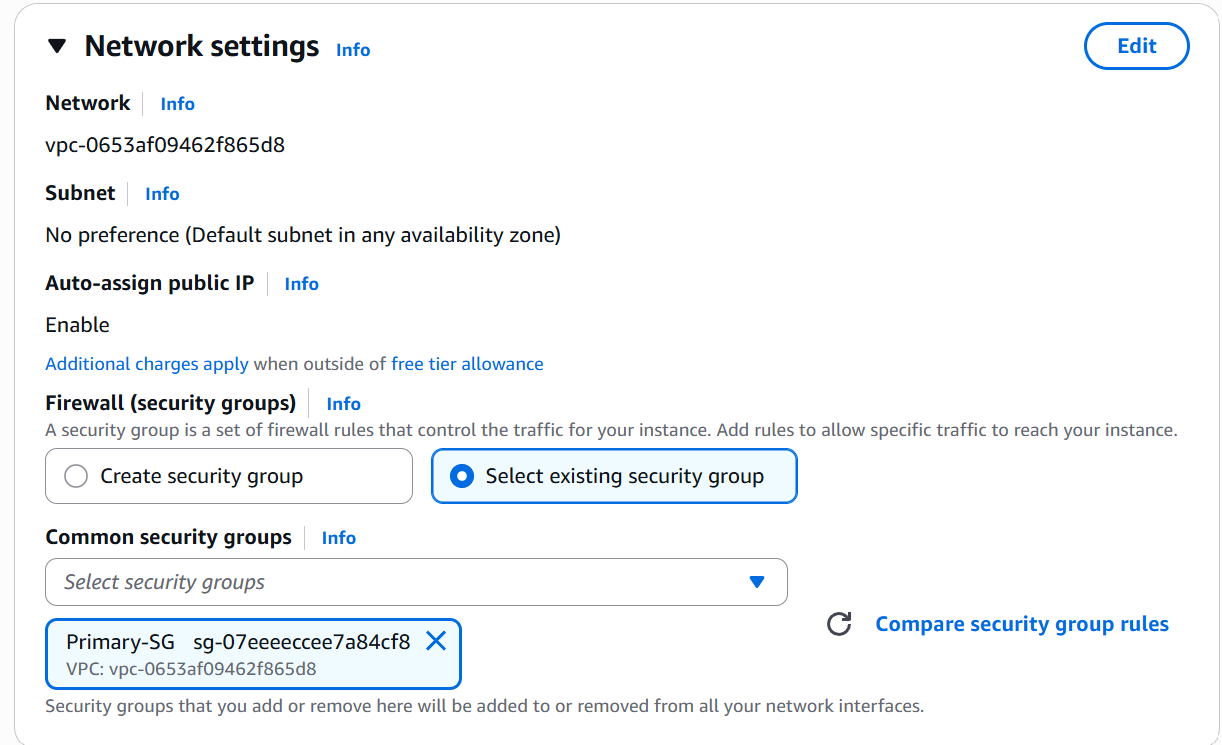 Network settings Info
Edit
Network Info
vpc-0653af09462f865d8
Subnet Info
No preference (Default subnet in any availability zone)
Auto-assign public IP Info
Enable
Additional charges apply when outside of free tier allowance
Firewall (security groups) Info
A security group is a set of firewall rules that control the traffic for your instance. Add rules to allow specific traffic to reach your instance.
Create security group
Select existing security group
Common security groups Info
Select security groups
Primary-SG sg-07eeeeccee7a84cf8
VPC: vpc-0653af09462f865d8
Compare security group rules
Security groups that you add or remove here will be added to or removed from all your network interfaces.